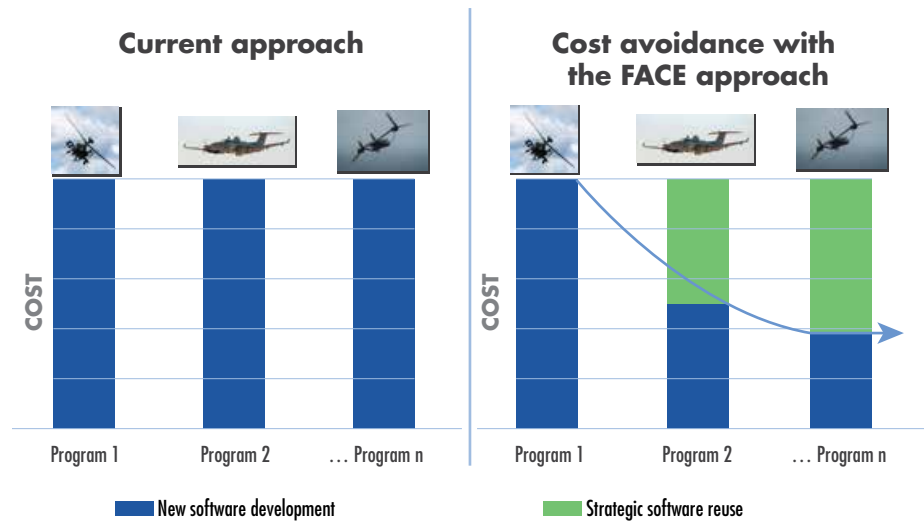 Current approach
COST
Program 1
Program 2
... Program n
Cost avoidance with
the FACE approach
COST
Program 1
Program 2
... Program n
New software development
Strategic software reuse